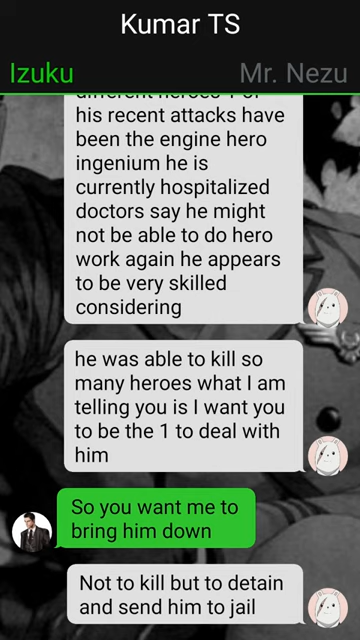 Kumar TS
Izuku
Mr. Nezu
his recent attacks have
been the engine hero
ingenium he is
currently hospitalized
doctors say he might
not be able to do hero
work again he appears
to be very skilled
considering
he was able to kill so
many heroes what I am
telling you is I want you
to be the 1 to deal with
him
So you want me to
bring him down
Not to kill but to detain
and send him to jail